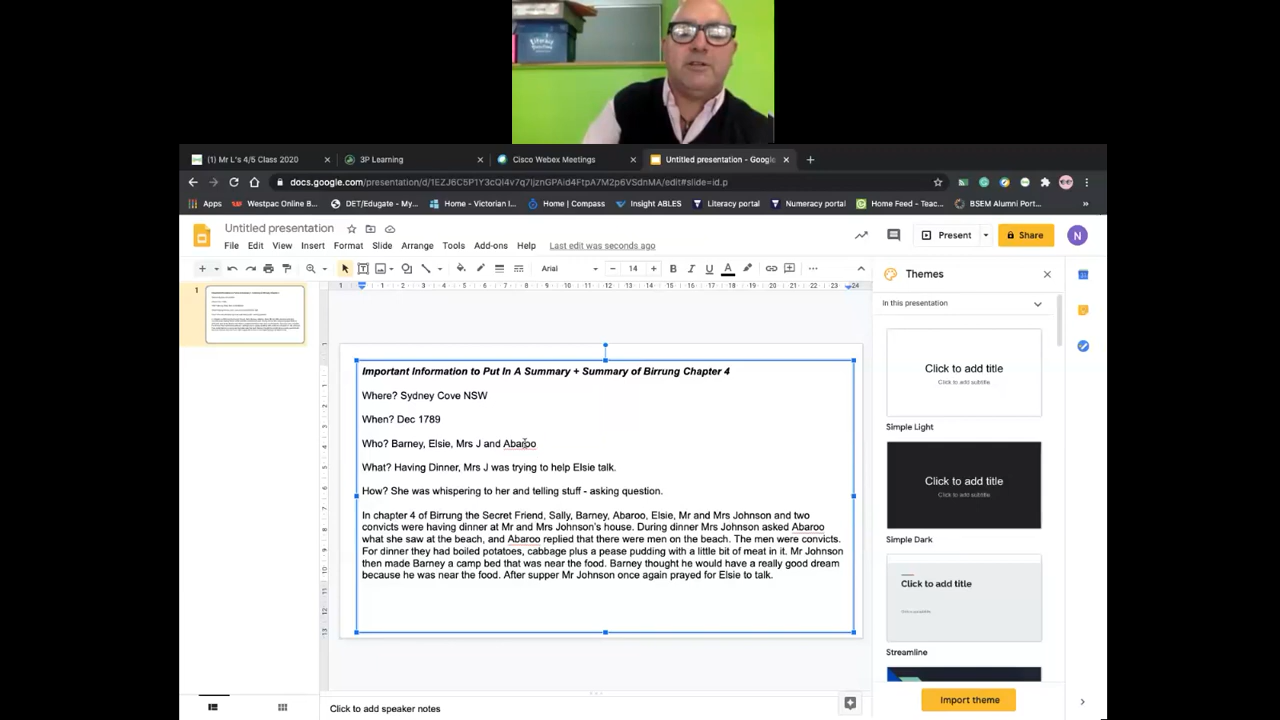 (1) Mr L's 4/5 Class 2020
3P Learning
Cisco Webex Meetings
Untitled presentation - Google
Apps
Westpac Online B...
DET/Edugate - My...
Home - Victorian I...
Home | Compass
Insight ABLES
Literacy portal
Numeracy portal
Home Feed - Teac...
BSEM Alumni Port...
Untitled presentation
File Edit View Insert Format Slide Arrange Tools Add-ons Help Last edit was seconds ago
Present
Share
N
Arial
14
Themes
In this presentation
1
Important Information to Put In A Summary + Summary of Birrung Chapter 4
Where? Sydney Cove NSW
When? Dec 1789
Who? Barney, Elsie, Mrs J and Abaroo
What? Having Dinner, Mrs J was trying to help Elsie talk.
How? She was whispering to her and telling stuff - asking question.
In chapter 4 of Birrung the Secret Friend, Sally, Barney, Abaroo, Elsie, Mr and Mrs Johnson and two
convicts were having dinner at Mr and Mrs Johnson's house. During dinner Mrs Johnson asked Abaroo
what she saw at the beach, and Abaroo replied that there were men on the beach. The men were convicts.
For dinner they had boiled potatoes, cabbage plus a pease pudding with a little bit of meat in it. Mr Johnson
then made Barney a camp bed that was near the food. Barney thought he would have a really good dream
because he was near the food. After supper Mr Johnson once again prayed for Elsie to talk.
Click to add title
Click to add subtitle
Simple Light
Click to add title
Click to add subtitle
Simple Dark
Click to add title
Streamline
Import theme
Click to add speaker notes